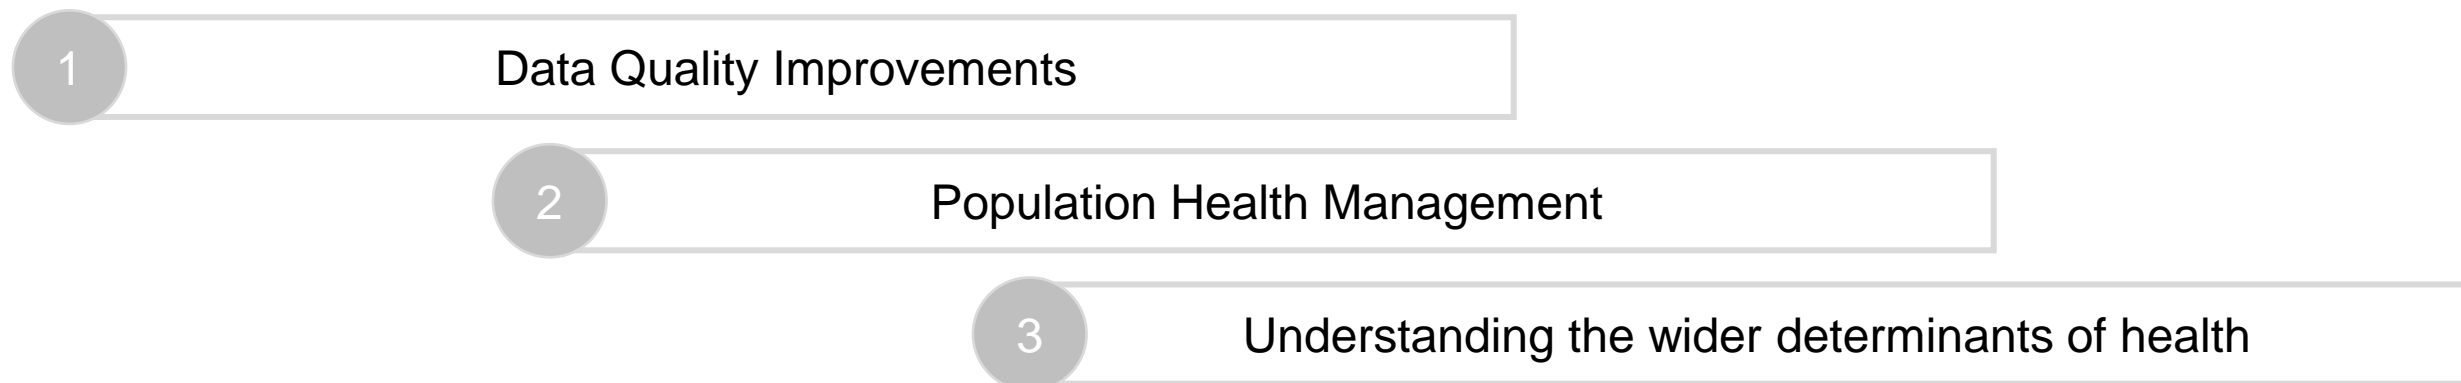 1
Data Quality Improvements
2
Population Health Management
3
Understanding the wider determinants of health